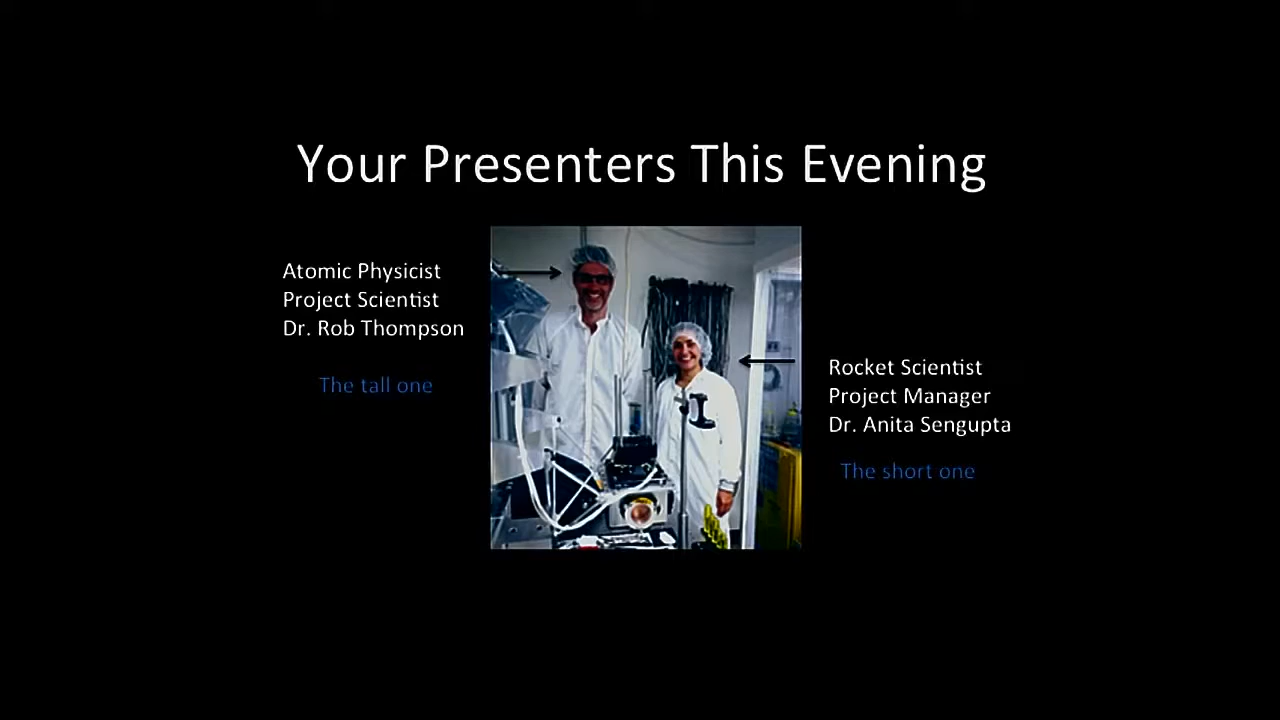 Your Presenters This Evening
Atomic Physicist
Project Scientist
Dr. Rob Thompson
The tall one
Rocket Scientist
Project Manager
Dr. Anita Sengupta
The short one